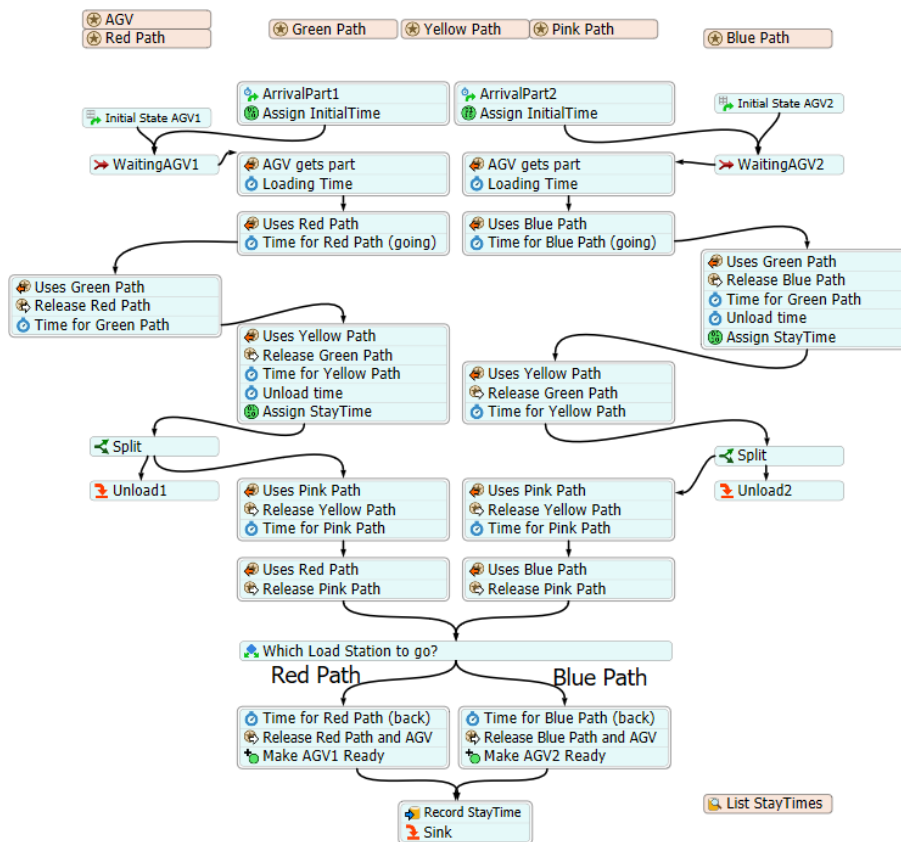 AGV
Red Path
Green Path
Yellow Path
Pink Path
Blue Path
ArrivalPart1
Assign InitialTime
ArrivalPart2
Assign InitialTime
Initial State AGV1
Initial State AGV2
WaitingAGV1
WaitingAGV2
AGV gets part
Loading Time
AGV gets part
Loading Time
Uses Red Path
Time for Red Path (going)
Uses Blue Path
Time for Blue Path (going)
Uses Green Path
Release Red Path
Time for Green Path
Uses Green Path
Release Blue Path
Time for Green Path
Unload time
Assign StayTime
Uses Yellow Path
Release Green Path
Time for Yellow Path
Unload time
Assign StayTime
Uses Yellow Path
Release Green Path
Time for Yellow Path
Split
Unload1
Split
Unload2
Uses Pink Path
Release Yellow Path
Time for Pink Path
Uses Pink Path
Release Yellow Path
Time for Pink Path
Uses Red Path
Release Pink Path
Uses Blue Path
Release Pink Path
Which Load Station to go?
Red Path
Blue Path
Time for Red Path (back)
Release Red Path and AGV
Make AGV1 Ready
Time for Blue Path (back)
Release Blue Path and AGV
Make AGV2 Ready
Record StayTime
Sink
List StayTimes